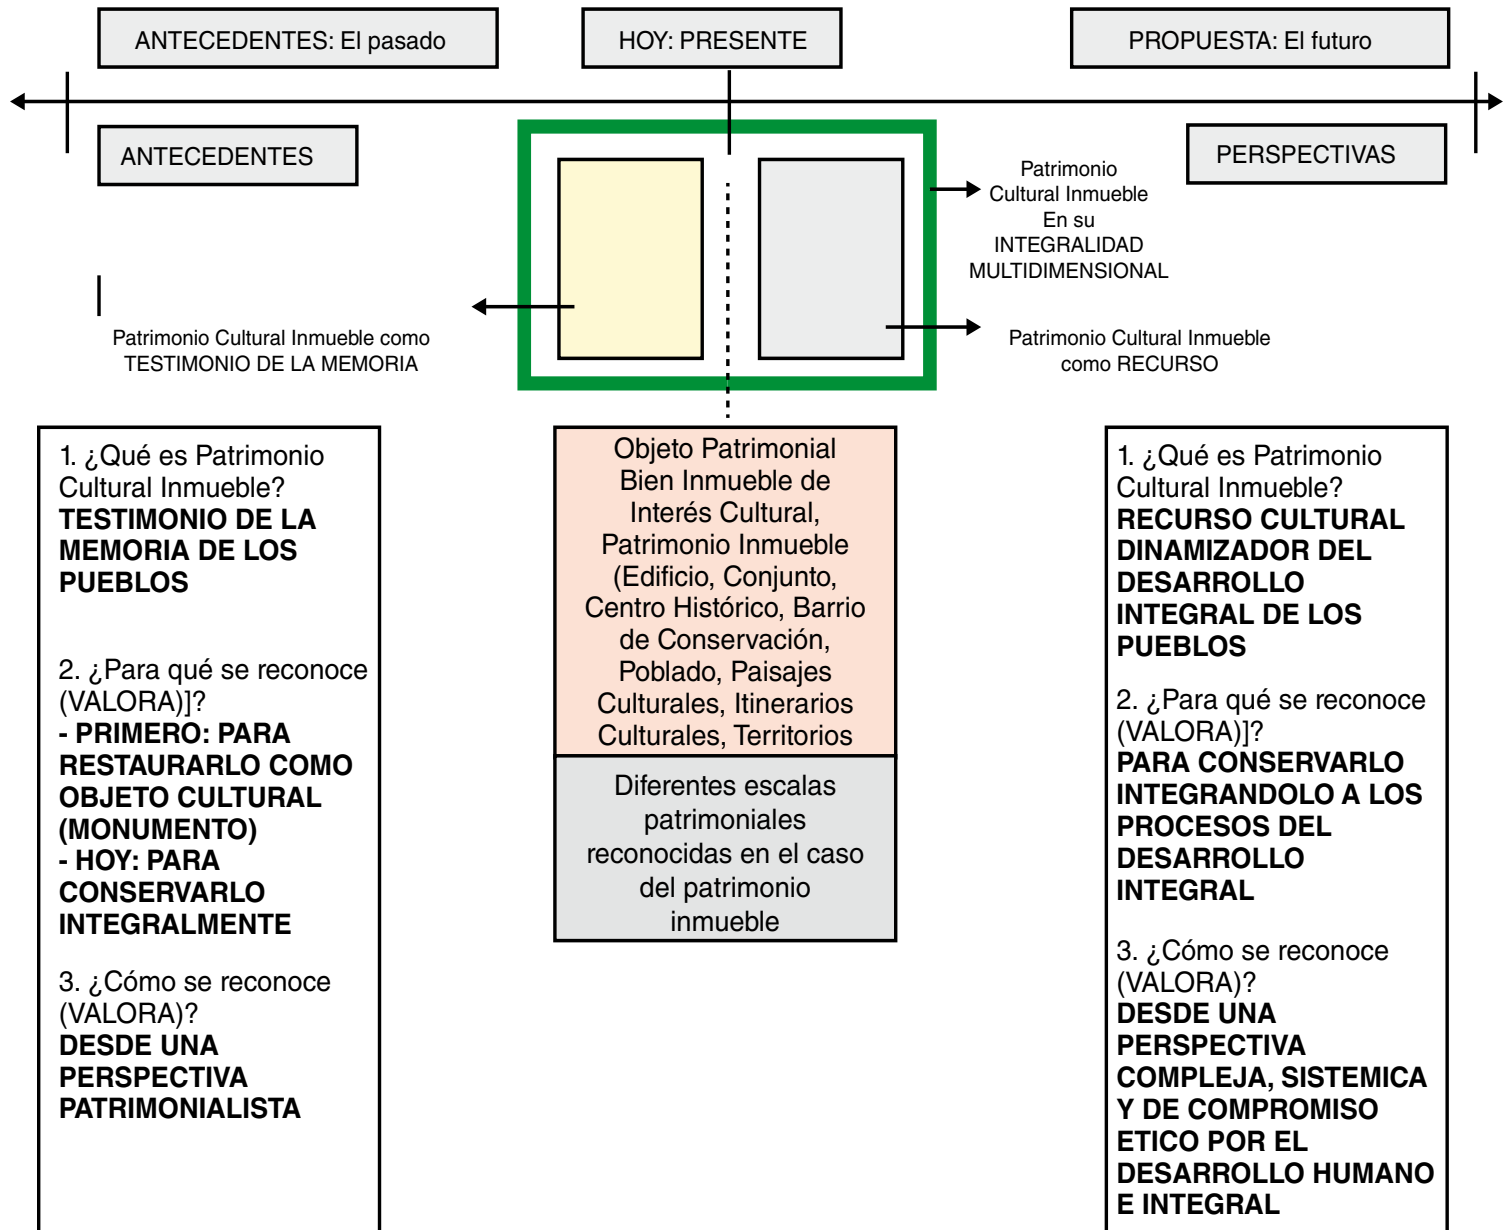 ANTECEDENTES: El pasado
HOY: PRESENTE
PROPUESTA: El futuro
ANTECEDENTES
PERSPECTIVAS
Patrimonio
Cultural Inmueble
En su
INTEGRALIDAD
MULTIDIMENSIONAL
Patrimonio Cultural Inmueble como
TESTIMONIO DE LA MEMORIA
Patrimonio Cultural Inmueble
como RECURSO
1. ¿Qué es Patrimonio
Cultural Inmueble?
TESTIMONIO DE LA
MEMORIA DE LOS
PUEBLOS
2. ¿Para qué se reconoce
(VALORA)]?
- PRIMERO: PARA
RESTAURARLO COMO
OBJETO CULTURAL
(MONUMENTO)
- HOY: PARA
CONSERVARLO
INTEGRALMENTE
3. ¿Cómo se reconoce
(VALORA)?
DESDE UNA
PERSPECTIVA
PATRIMONIALISTA
Objeto Patrimonial
Bien Inmueble de
Interés Cultural,
Patrimonio Inmueble
(Edificio, Conjunto,
Centro Histórico, Barrio
de Conservación,
Poblado, Paisajes
Culturales, Itinerarios
Culturales, Territorios
Diferentes escalas
patrimoniales
reconocidas en el caso
del patrimonio
inmueble
1. ¿Qué es Patrimonio
Cultural Inmueble?
RECURSO CULTURAL
DINAMIZADOR DEL
DESARROLLO
INTEGRAL DE LOS
PUEBLOS
2. ¿Para qué se reconoce
(VALORA)]?
PARA CONSERVARLO
INTEGRANDOLO A LOS
PROCESOS DEL
DESARROLLO
INTEGRAL
3. ¿Cómo se reconoce
(VALORA)?
DESDE UNA
PERSPECTIVA
COMPLEJA, SISTEMICA
Y DE COMPROMISO
ETICO POR EL
DESARROLLO HUMANO
E INTEGRAL